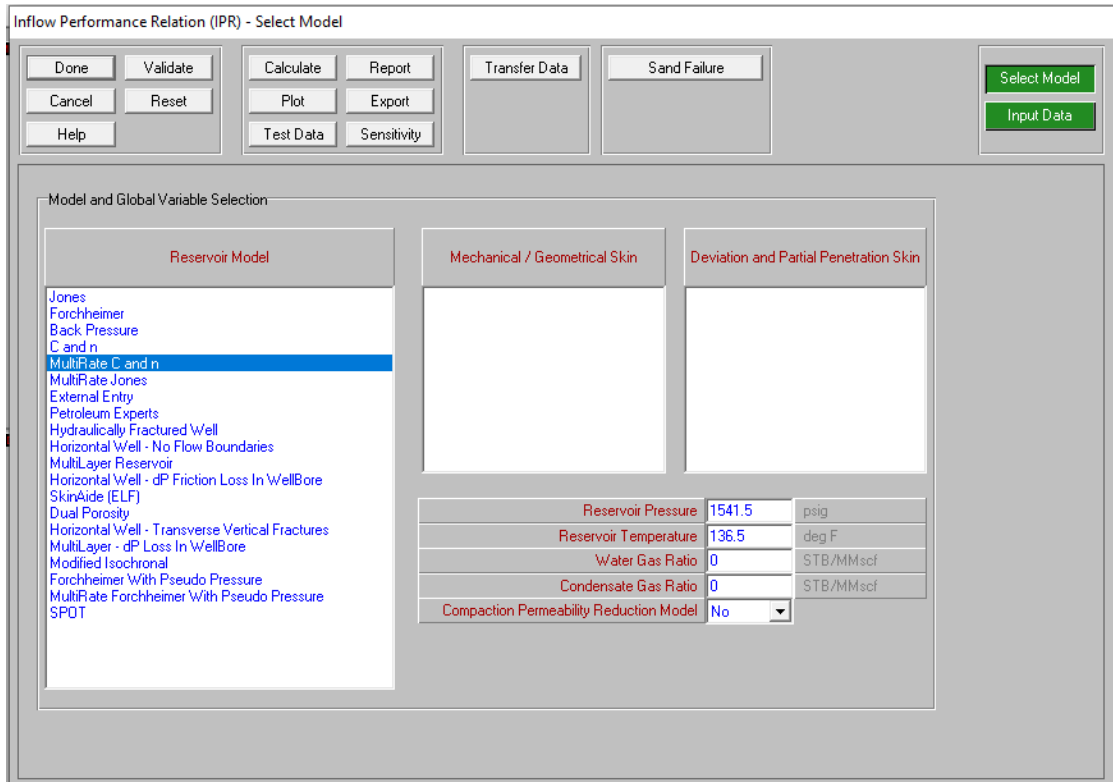 Inflow Performance Relation (IPR) - Select Model
Done Validate Calculate Report Transfer Data Sand Failure Select Model
Cancel Reset Plot Export Input Data
Help Test Data Sensitivity
Model and Global Variable Selection
Reservoir Model
Jones
Forchheimer
Back Pressure
C and n
MultiRate C and n
MultiRate Jones
External Entry
Petroleum Experts
Hydraulically Fractured Well
Horizontal Well - No Flow Boundaries
MultiLayer Reservoir
Horizontal Well - dP Friction Loss In WellBore
SkinAide (ELF)
Dual Porosity
Horizontal Well - Transverse Vertical Fractures
MultiLayer - dP Loss In WellBore
Modified Isochronal
Forchheimer With Pseudo Pressure
MultiRate Forchheimer With Pseudo Pressure
SPOT
Mechanical / Geometrical Skin
Deviation and Partial Penetration Skin
Reservoir Pressure 1541.5 psig
Reservoir Temperature 136.5 deg F
Water Gas Ratio 0 STB/MMscf
Condensate Gas Ratio 0 STB/MMscf
Compaction Permeability Reduction Model No